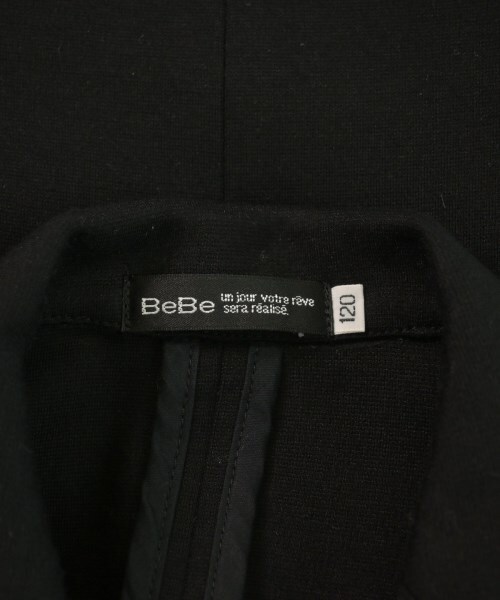 BeBe un jour votre rêve
sera réalisé.
120